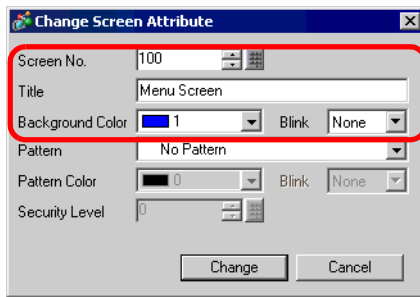 Change Screen Attribute
Screen No. 100
Title Menu Screen
Background Color 1 Blink None
Pattern No Pattern
Pattern Color 0 Blink None
Security Level 0
Change Cancel